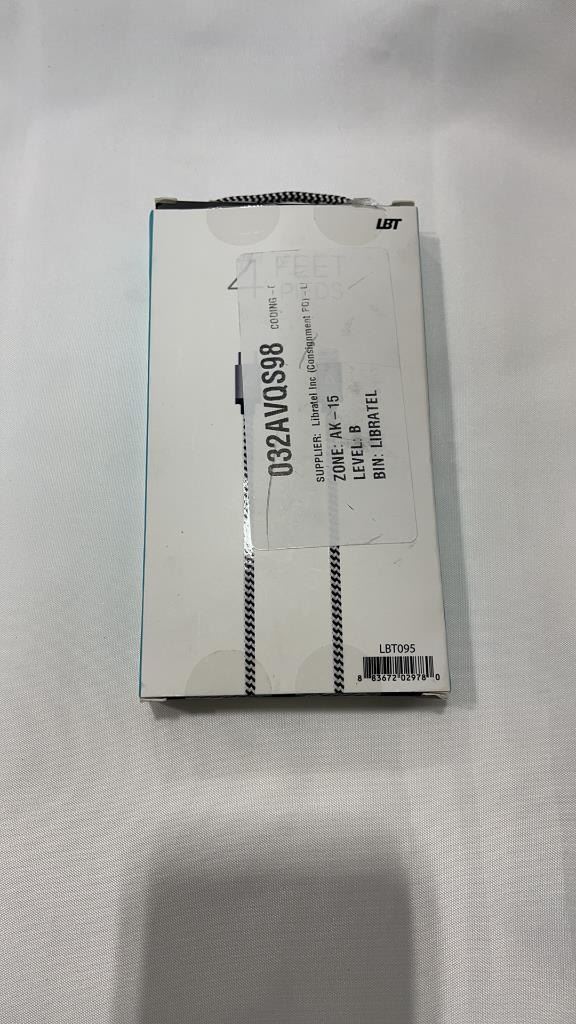 LBT
4 FEET
PIEDS
032AVQS98 CODING -
SUPPLIER: Libratel Inc (Consignment PO) - L
ZONE: AK-15
LEVEL: B
BIN: LIBRATEL
LBT095
8 83672 02978 0